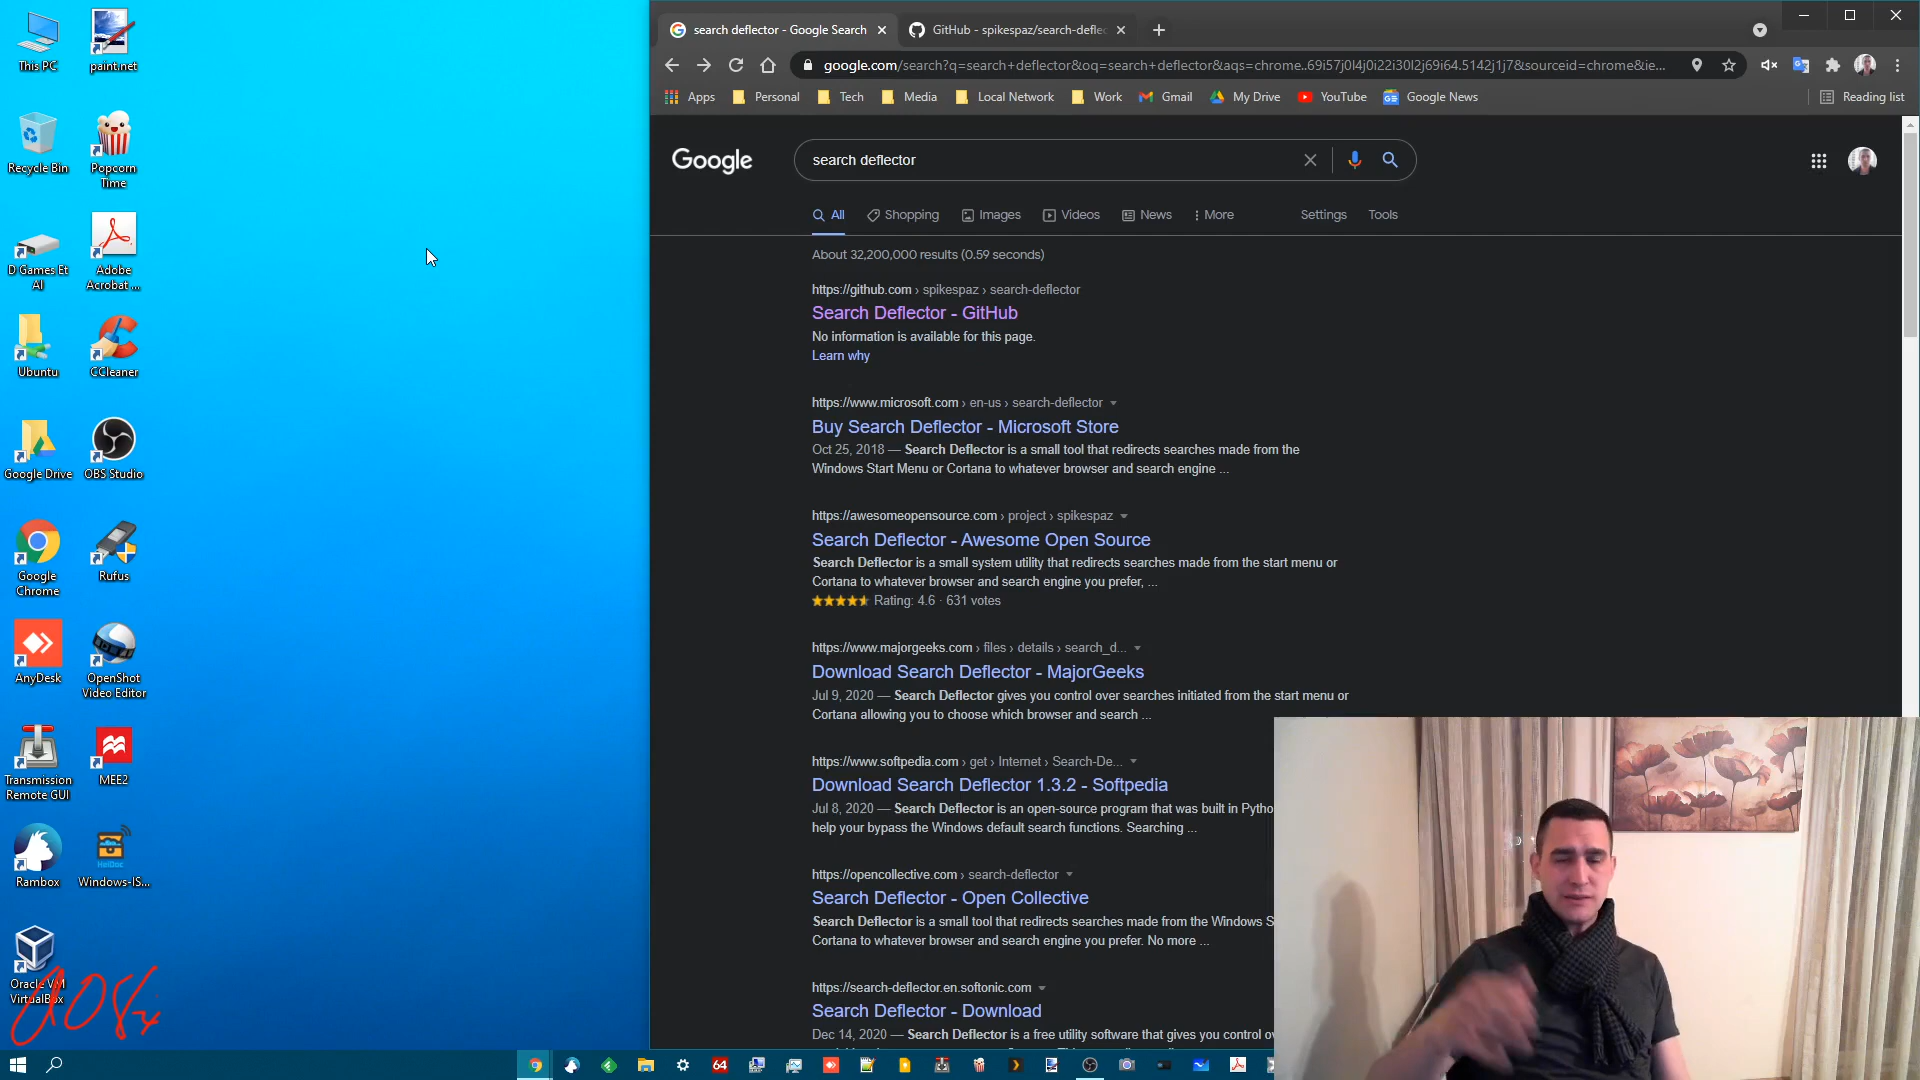 This PC
paint.net
Recycle Bin
Popcorn
Time
D Games Et
Al
Adobe
Acrobat ...
Ubuntu
CCleaner
Google Drive
OBS Studio
Google
Chrome
Rufus
AnyDesk
OpenShot
Video Editor
Transmission
Remote GUI
MEE2
Rambox
Windows-IS...
Oracle VM
VirtualBox
search deflector - Google Search
GitHub - spikespaz/search-defle
google.com/search?q=search+deflector&oq=search+deflector&aqs=chrome..69i57j0l4j0i22i30l2j69i64.5142j1j7&sourceid=chrome&ie...
Apps Personal Tech Media Local Network Work Gmail My Drive YouTube Google News Reading list
Google
search deflector
All Shopping Images Videos News More Settings Tools
About 32,200,000 results (0.59 seconds)
https://github.com › spikespaz › search-deflector
Search Deflector - GitHub
No information is available for this page.
Learn why
https://www.microsoft.com › en-us › search-deflector
Buy Search Deflector - Microsoft Store
Oct 25, 2018 — Search Deflector is a small tool that redirects searches made from the
Windows Start Menu or Cortana to whatever browser and search engine ...
https://awesomeopensource.com › project › spikespaz
Search Deflector - Awesome Open Source
Search Deflector is a small system utility that redirects searches made from the start menu or
Cortana to whatever browser and search engine you prefer, ...
Rating: 4.6 · 631 votes
https://www.majorgeeks.com › files › details › search_d...
Download Search Deflector - MajorGeeks
Jul 9, 2020 — Search Deflector gives you control over searches initiated from the start menu or
Cortana allowing you to choose which browser and search ...
https://www.softpedia.com › get › Internet › Search-De...
Download Search Deflector 1.3.2 - Softpedia
Jul 8, 2020 — Search Deflector is an open-source program that was built in Pytho
help your bypass the Windows default search functions. Searching ...
https://opencollective.com › search-deflector
Search Deflector - Open Collective
Search Deflector is a small tool that redirects searches made from the Windows S
Cortana to whatever browser and search engine you prefer. No more ...
https://search-deflector.en.softonic.com
Search Deflector - Download
Dec 14, 2020 — Search Deflector is a free utility software that gives you control o
64